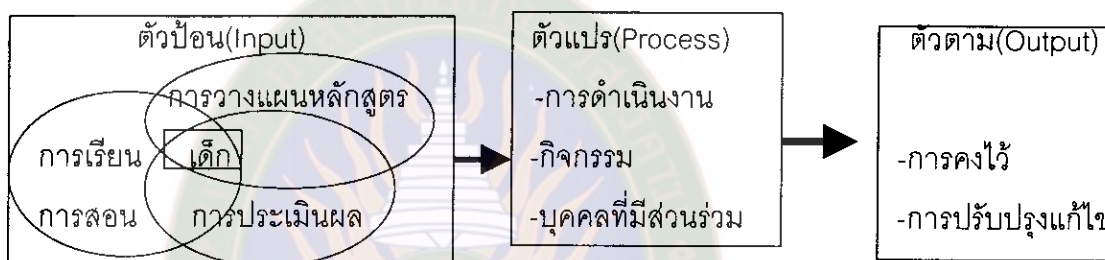 ตัวป้อน(Input)
การวางแผนหลักสูตร
การเรียน เด็ก
การสอน การประเมินผล
ตัวแปร(Process)
-การดำเนินงาน
-กิจกรรม
-บุคคลที่มีส่วนร่วม
ตัวตาม(Output)
-การคงไว้
-การปรับปรุงแก้ไข